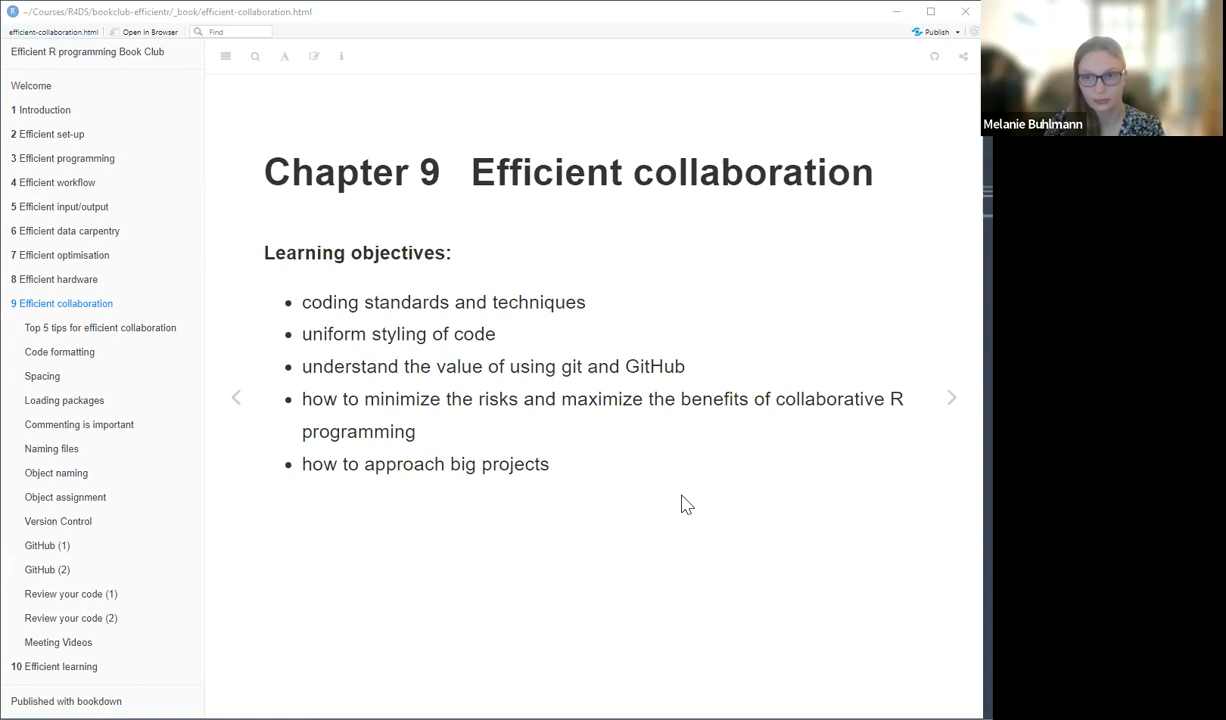 ~/Courses/R4DS/bookclub-efficientr/_book/efficient-collaboration.html
efficient-collaboration.html
Open in Browser
Find
Publish
Efficient R programming Book Club
Welcome
1 Introduction
2 Efficient set-up
3 Efficient programming
4 Efficient workflow
5 Efficient input/output
6 Efficient data carpentry
7 Efficient optimisation
8 Efficient hardware
9 Efficient collaboration
Top 5 tips for efficient collaboration
Code formatting
Spacing
Loading packages
Commenting is important
Naming files
Object naming
Object assignment
Version Control
GitHub (1)
GitHub (2)
Review your code (1)
Review your code (2)
Meeting Videos
10 Efficient learning
Published with bookdown
Chapter 9 Efficient collaboration
Learning objectives:
• coding standards and techniques
• uniform styling of code
• understand the value of using git and GitHub
• how to minimize the risks and maximize the benefits of collaborative R
programming
• how to approach big projects
Melanie Buhlmann